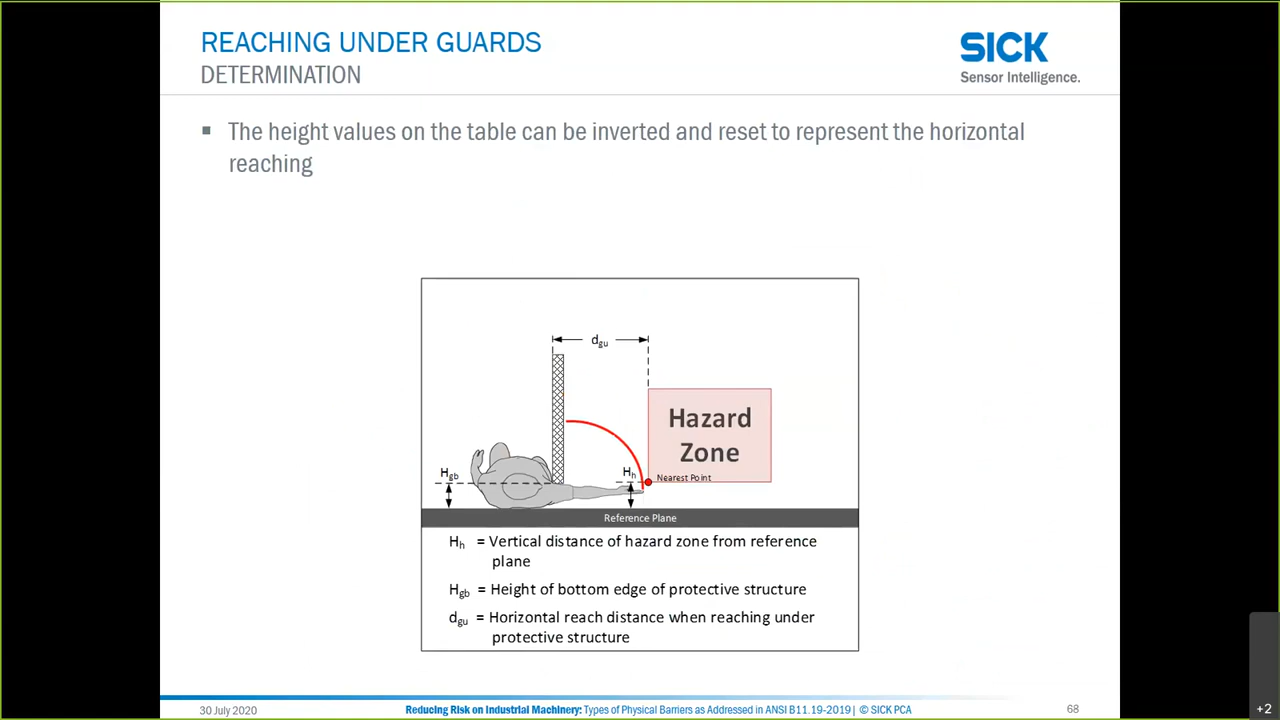 REACHING UNDER GUARDS
DETERMINATION
SICK
Sensor Intelligence.
▪ The height values on the table can be inverted and reset to represent the horizontal
reaching
dgu
Hazard
Zone
Hgb
Hh
Nearest Point
Reference Plane
Hh = Vertical distance of hazard zone from reference
plane
Hgb = Height of bottom edge of protective structure
dgu = Horizontal reach distance when reaching under
protective structure
30 July 2020
Reducing Risk on Industrial Machinery: Types of Physical Barriers as Addressed in ANSI B11.19-2019 | © SICK PCA
68
+2